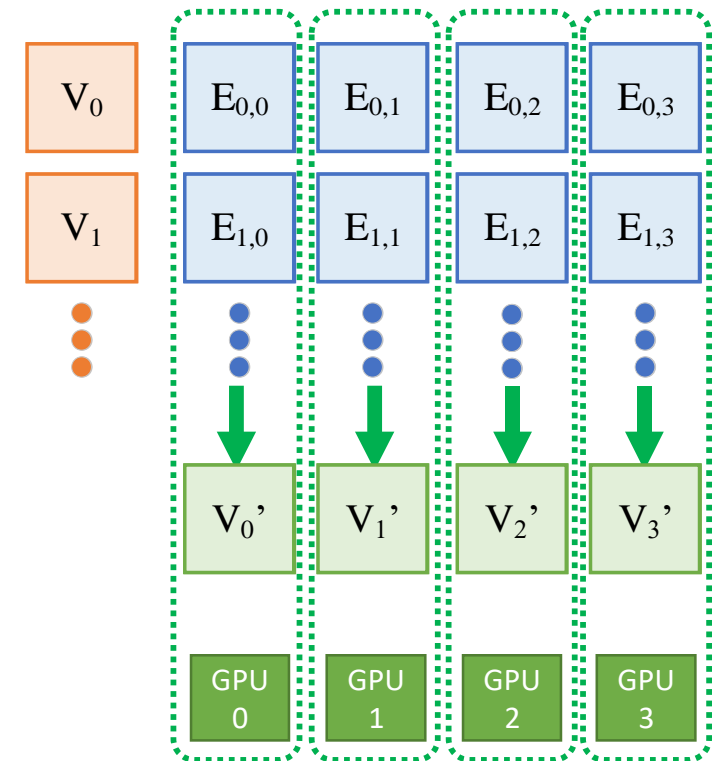 V0 E0,0 E0,1 E0,2 E0,3
V1 E1,0 E1,1 E1,2 E1,3
V0’ V1’ V2’ V3’
GPU GPU GPU GPU
0 1 2 3